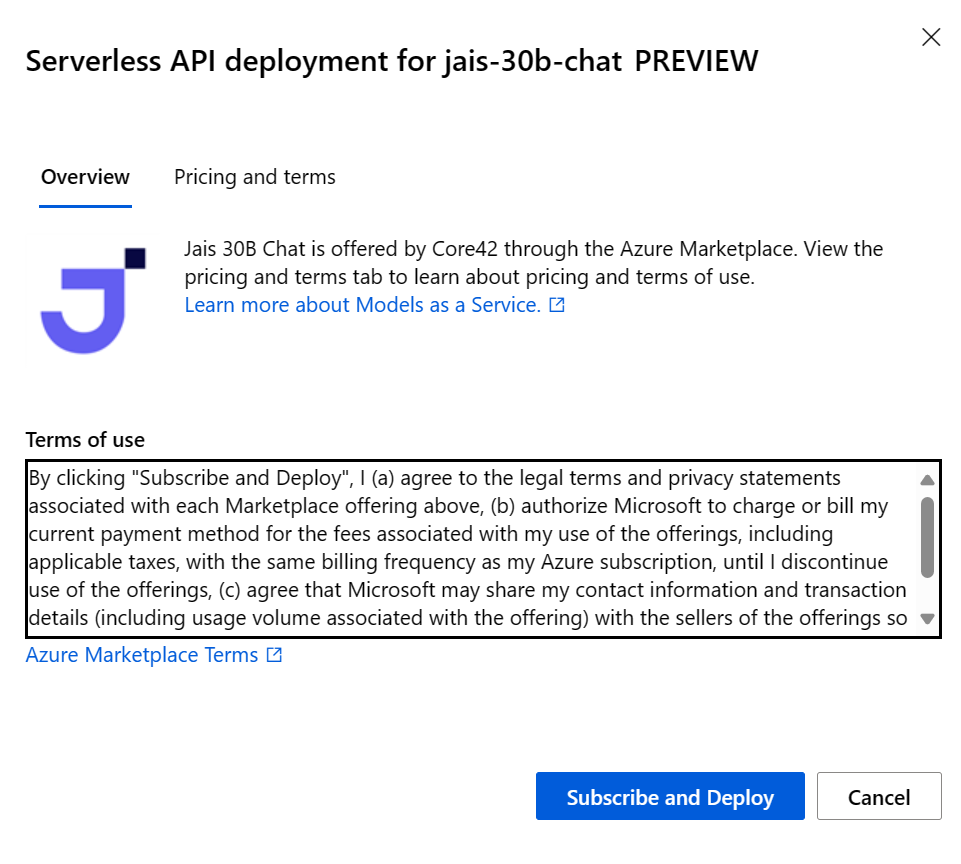 Serverless API deployment for jais-30b-chat PREVIEW
Overview
Pricing and terms
Jais 30B Chat is offered by Core42 through the Azure Marketplace. View the
pricing and terms tab to learn about pricing and terms of use.
Learn more about Models as a Service.
Terms of use
By clicking "Subscribe and Deploy", I (a) agree to the legal terms and privacy statements
associated with each Marketplace offering above, (b) authorize Microsoft to charge or bill my
current payment method for the fees associated with my use of the offerings, including
applicable taxes, with the same billing frequency as my Azure subscription, until I discontinue
use of the offerings, (c) agree that Microsoft may share my contact information and transaction
details (including usage volume associated with the offering) with the sellers of the offerings so
Azure Marketplace Terms
Subscribe and Deploy
Cancel